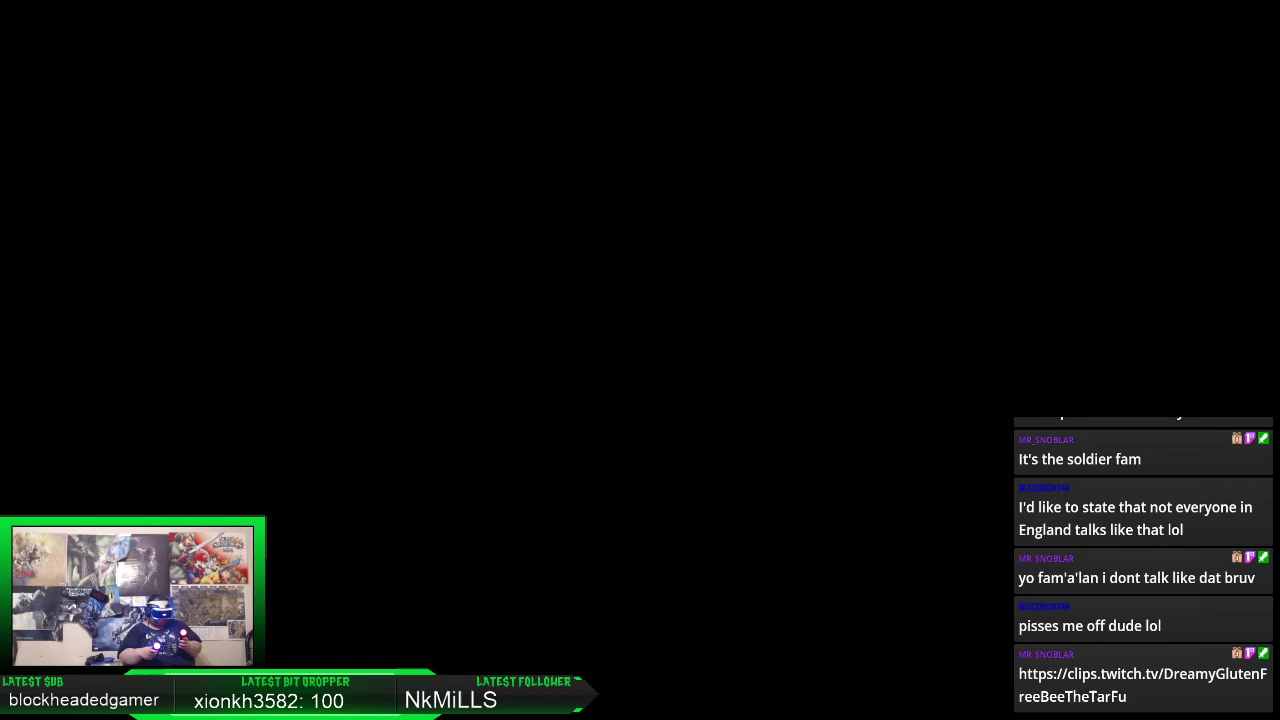 MR_SNOBLAR
It's the soldier fam
BUZZBOXFM
I'd like to state that not everyone in
England talks like that lol
MR_SNOBLAR
yo fam'a'lan i dont talk like dat bruv
BUZZBOXFM
pisses me off dude lol
MR_SNOBLAR
https://clips.twitch.tv/DreamyGlutenF
reeBeeTheTarFu
LATEST SUB
blockheadedgamer
LATEST BIT DROPPER
xionkh3582: 100
LATEST FOLLOWER
NkMiLLS